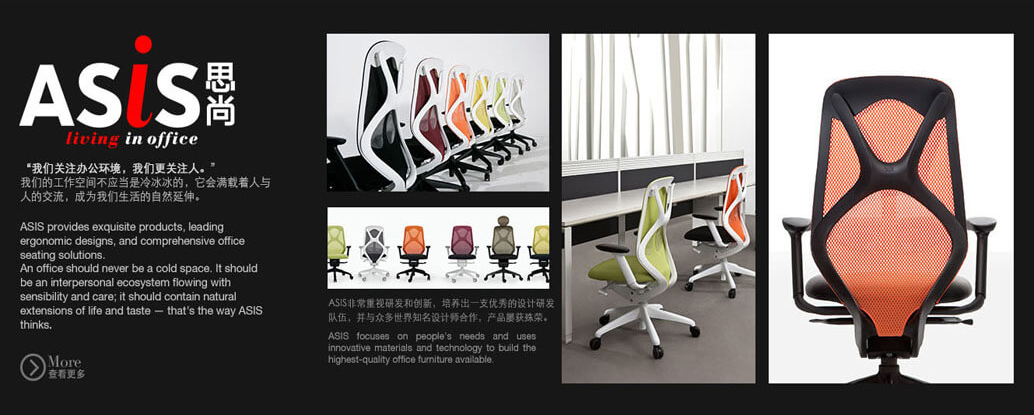 ASiS思尚
living in office
“我们关注办公环境，我们更关注人。”
我们的工作空间不应当是冷冰冰的，它会满载着人与
人的交流，成为我们生活的自然延伸。
ASIS provides exquisite products, leading
ergonomic designs, and comprehensive office
seating solutions.
An office should never be a cold space. It should
be an interpersonal ecosystem flowing with
sensibility and care; it should contain natural
extensions of life and taste — that's the way ASIS
thinks.
More
查看更多
ASIS非常重视研发和创新，培养出一支优秀的设计研发
队伍，并与众多世界知名设计师合作，产品屡获殊荣。
ASIS focuses on people's needs and uses
innovative materials and technology to build the
highest-quality office furniture available.